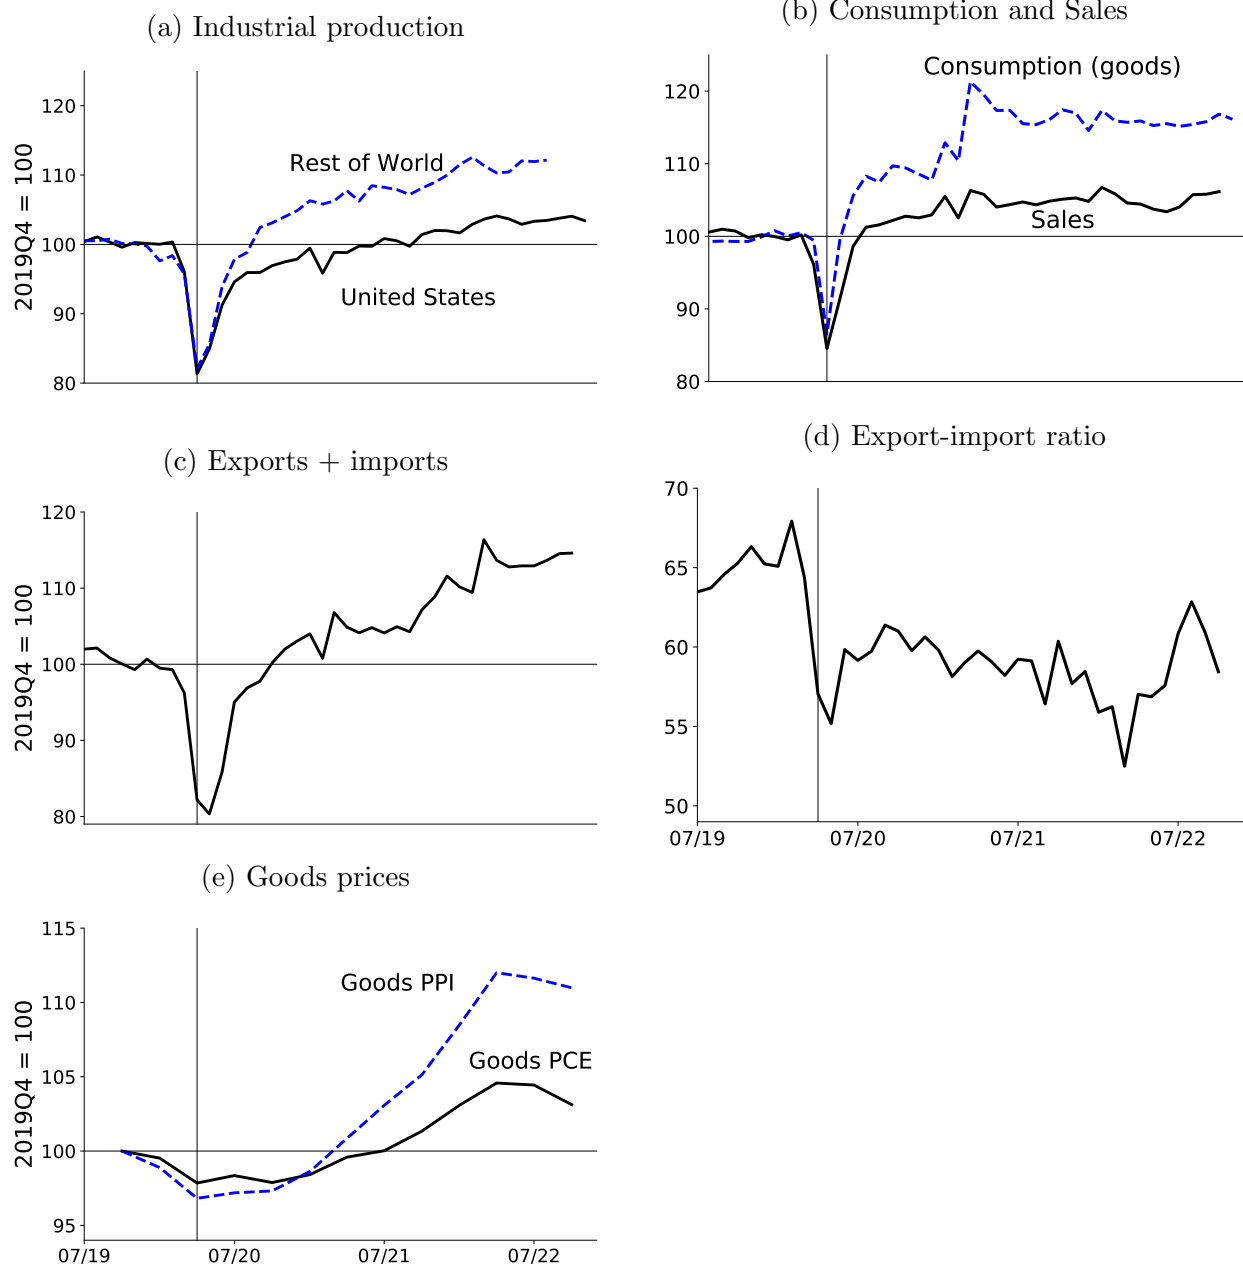 (a) Industrial production
2019Q4 = 100
120
110
100
90
80
Rest of World
United States
(b) Consumption and Sales
120
110
100
90
80
Consumption (goods)
Sales
(c) Exports + imports
2019Q4 = 100
120
110
100
90
80
(d) Export-import ratio
70
65
60
55
50
07/19 07/20 07/21 07/22
(e) Goods prices
2019Q4 = 100
115
110
105
100
95
Goods PPI
Goods PCE
07/19 07/20 07/21 07/22